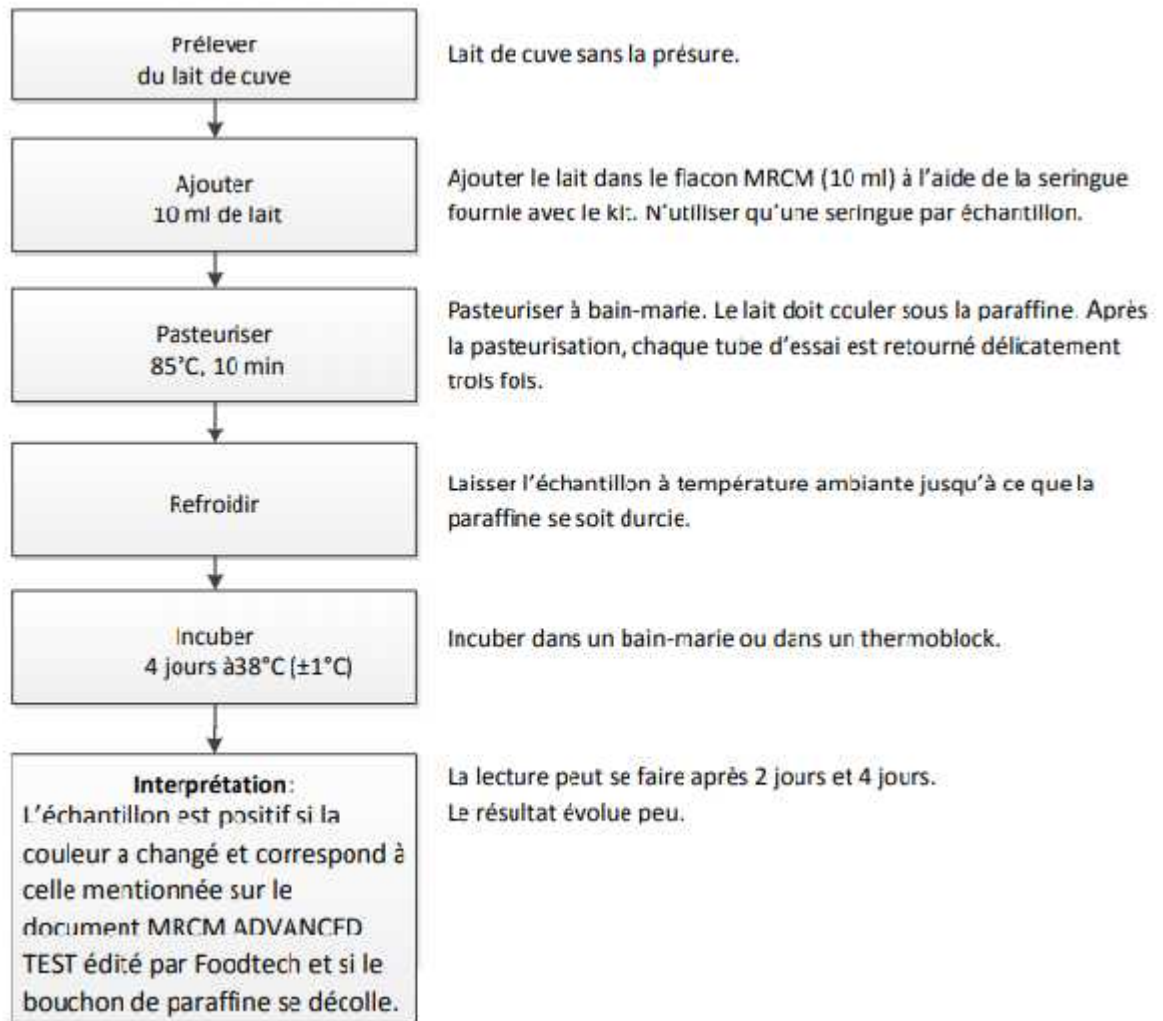 Prélever
du lait de cuve
Lait de cuve sans la présure.
Ajouter
10 ml de lait
Ajouter le lait dans le flacon MRCM (10 ml) à l’aide de la seringue
fournie avec le kit. N’utiliser qu’une seringue par échantillon.
Pasteuriser
85°C, 10 min
Pasteuriser à bain-marie. Le lait doit couler sous la paraffine. Après
la pasteurisation, chaque tube d’essai est retourné délicatement
trois fois.
Refroidir
Laisser l’échantillon à température ambiante jusqu’à ce que la
paraffine se soit durcie.
Incuber
4 jours à38°C (±1°C)
Incuber dans un bain-marie ou dans un thermoblock.
Interprétation:
L’échantillon est positif si la
couleur a changé et correspond à
celle mentionnée sur le
document MRCM ADVANCED
TEST édité par Foodtech et si le
bouchon de paraffine se décolle.
La lecture peut se faire après 2 jours et 4 jours.
Le résultat évolue peu.